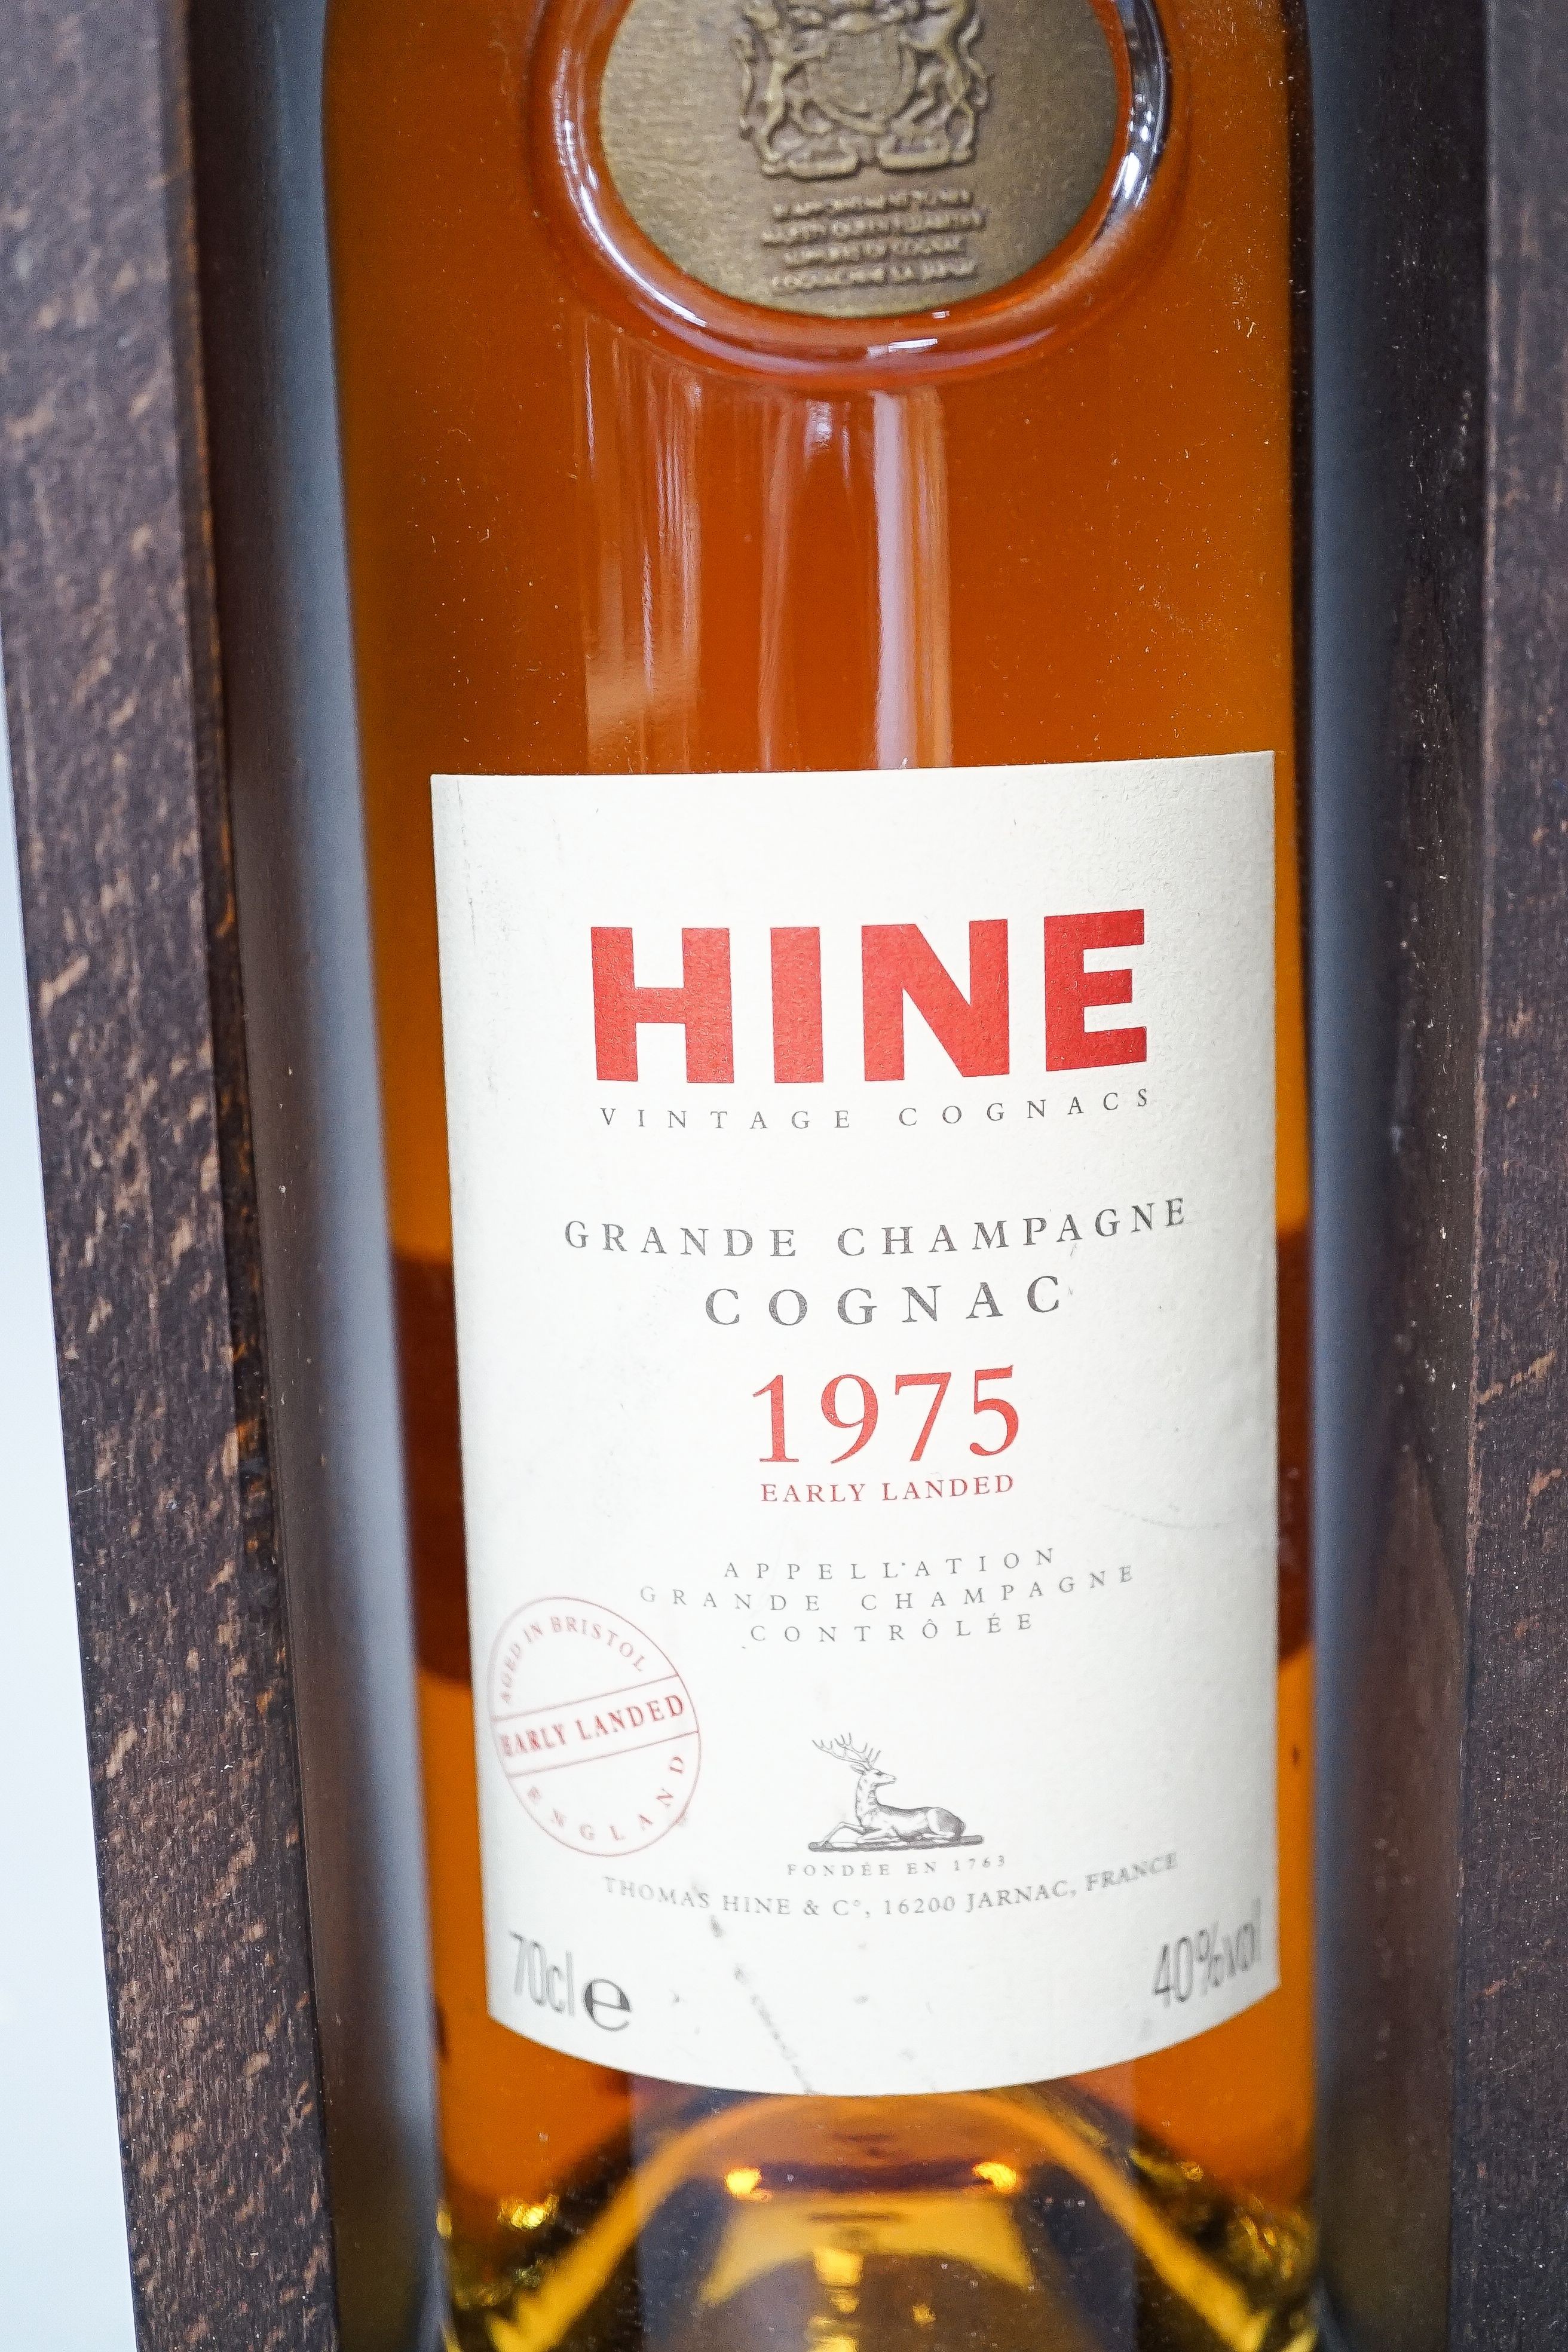 HINE
VINTAGE COGNACS
GRANDE CHAMPAGNE
COGNAC
1975
EARLY LANDED
APPELLATION
GRANDE CHAMPAGNE
CONTRÔLÉE
AGED IN BRISTOL
EARLY LANDED
ENGLAND
FONDÉE EN 1763
THOMAS HINE & C°, 16200 JARNAC, FRANCE
70cl e
40%vol